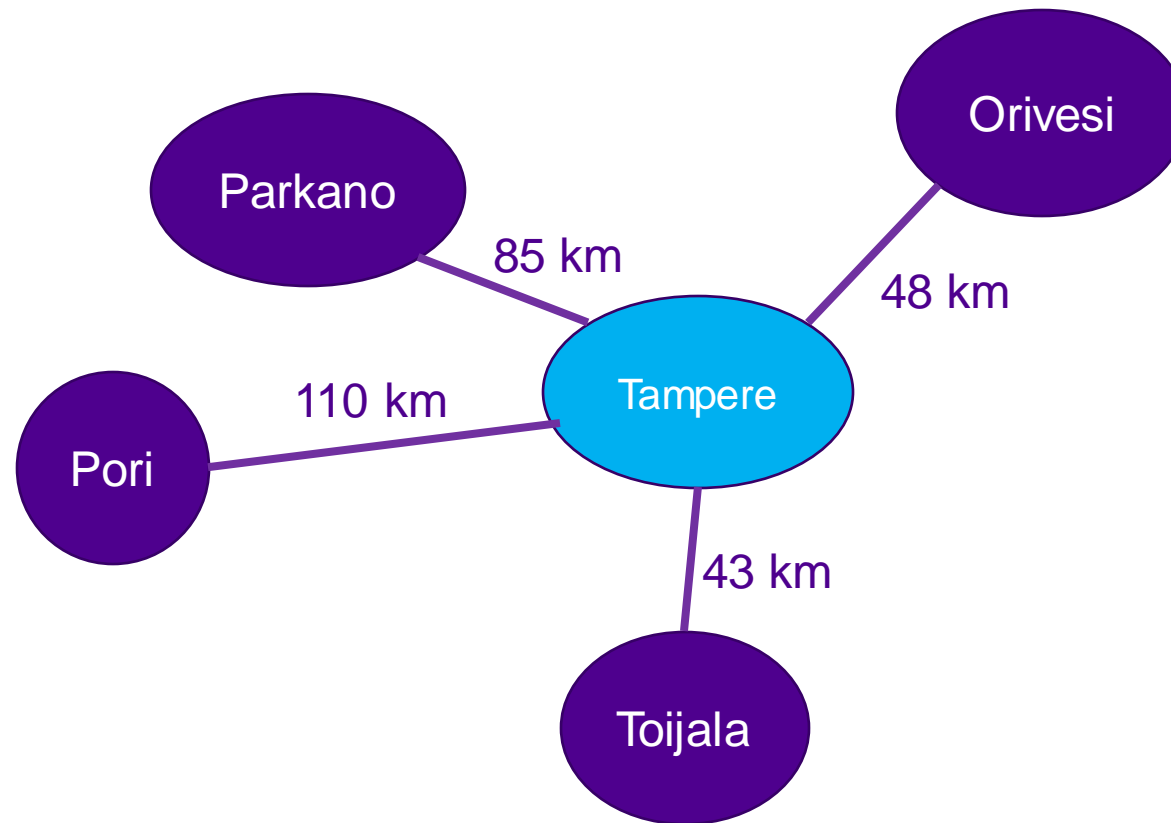 Orivesi
Parkano
85 km
48 km
110 km
Tampere
Pori
43 km
Toijala